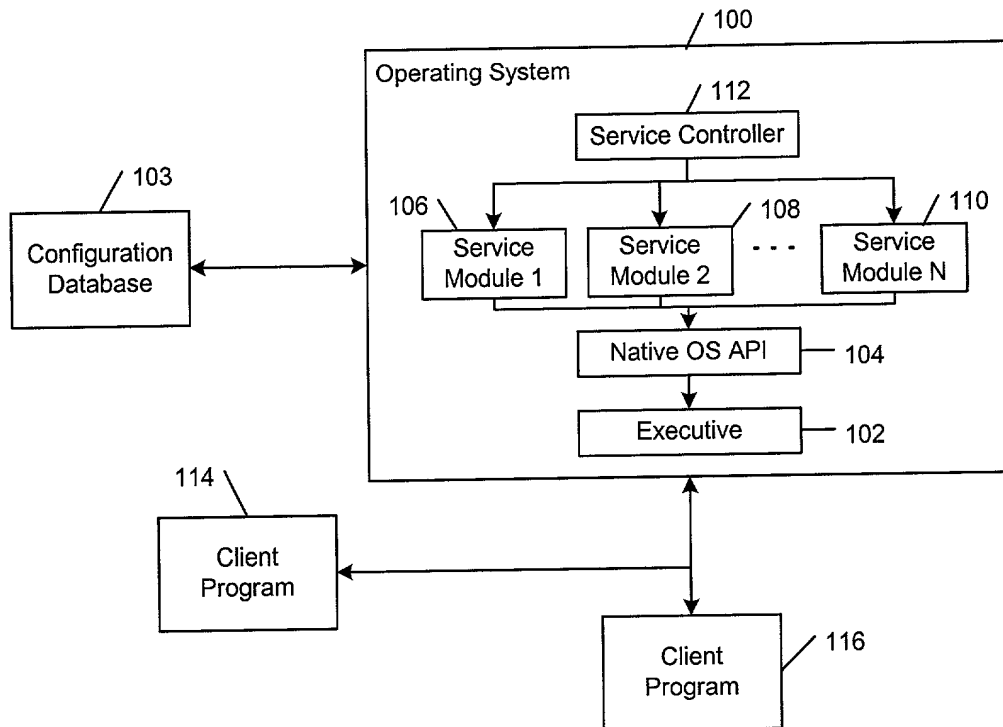 100
Operating System
112
Service Controller
103
106
108
110
Configuration
Database
Service
Module 1
Service
Module 2
- - -
Service
Module N
Native OS API
104
Executive
102
114
Client
Program
116
Client
Program